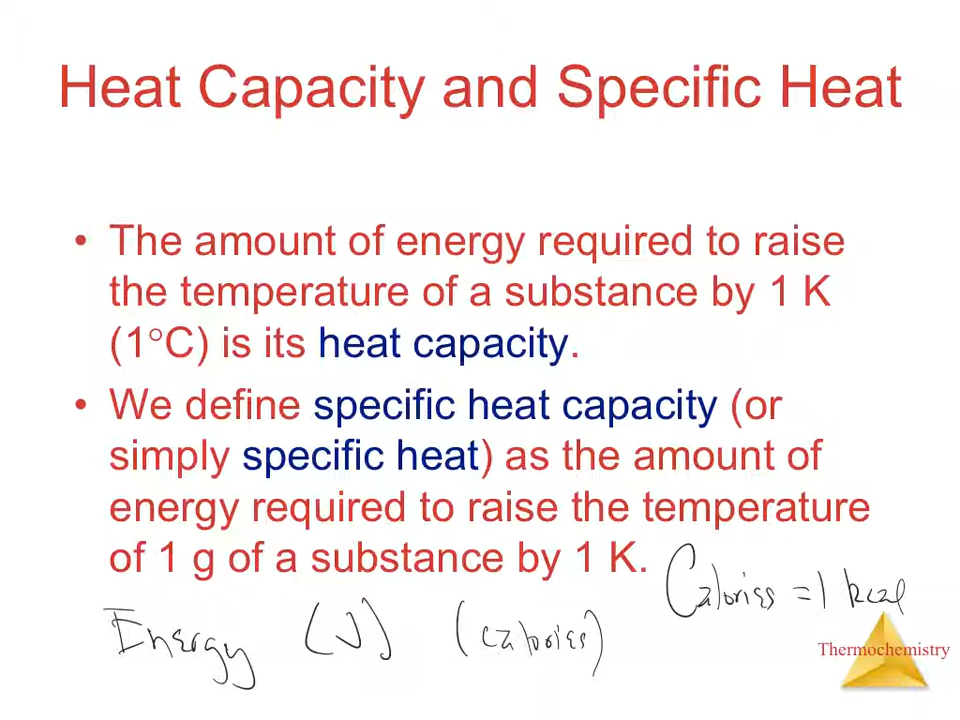 Heat Capacity and Specific Heat
• The amount of energy required to raise
the temperature of a substance by 1 K
(1°C) is its heat capacity.
• We define specific heat capacity (or
simply specific heat) as the amount of
energy required to raise the temperature
of 1 g of a substance by 1 K.
Calories = 1 kcal
Energy (J) (calories)
Thermochemistry